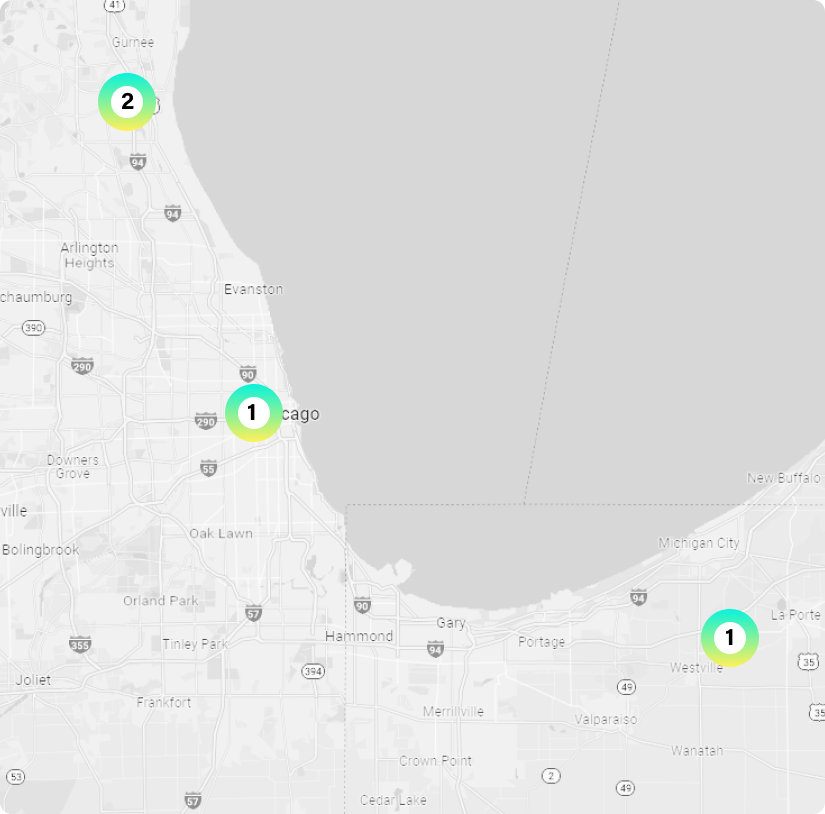 41
Gurnee
2
94
94
Arlington
Heights
Evanston
chaumburg
390
290
90
1
cago
290
Downers
Grove
55
New Buffalo
ville
Oak Lawn
Michigan City
Bolingbrook
94
Orland Park
90
57
La Porte
Gary
Hammond
1
Tinley Park
355
94
Portage
35
Westville
394
Joliet
49
Frankfort
Merrillville
35
Valparaiso
Wanatah
Crown Point
53
2
49
57
Cedar Lake